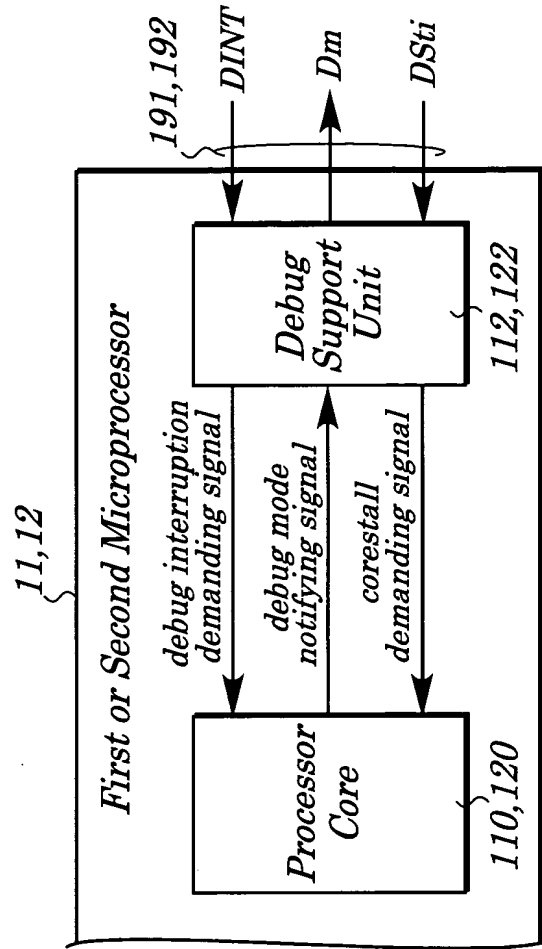 11,12
First or Second Microprocessor
191,192
debug interruption
demanding signal
DINT
Processor
Core
debug mode
notifying signal
Debug
Support
Unit
Dm
corestall
demanding signal
DSti
110,120
112,122